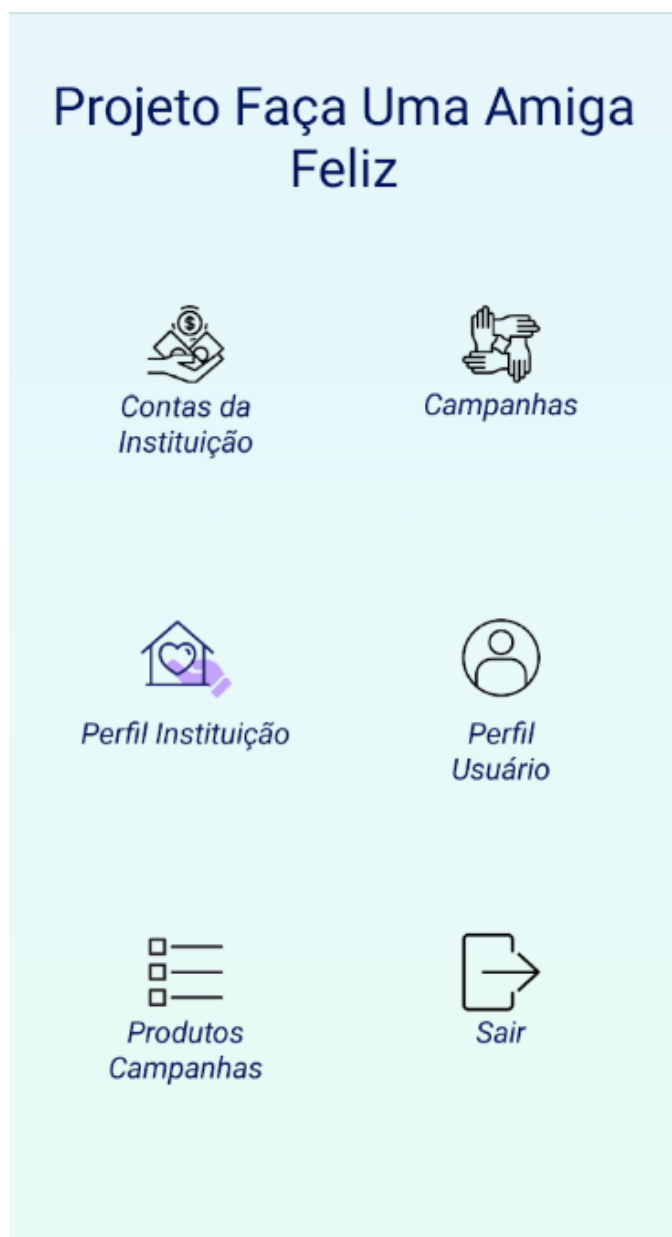 Projeto Faça Uma Amiga
Feliz
Contas da
Instituição
Campanhas
Perfil Instituição
Perfil
Usuário
Produtos
Campanhas
Sair